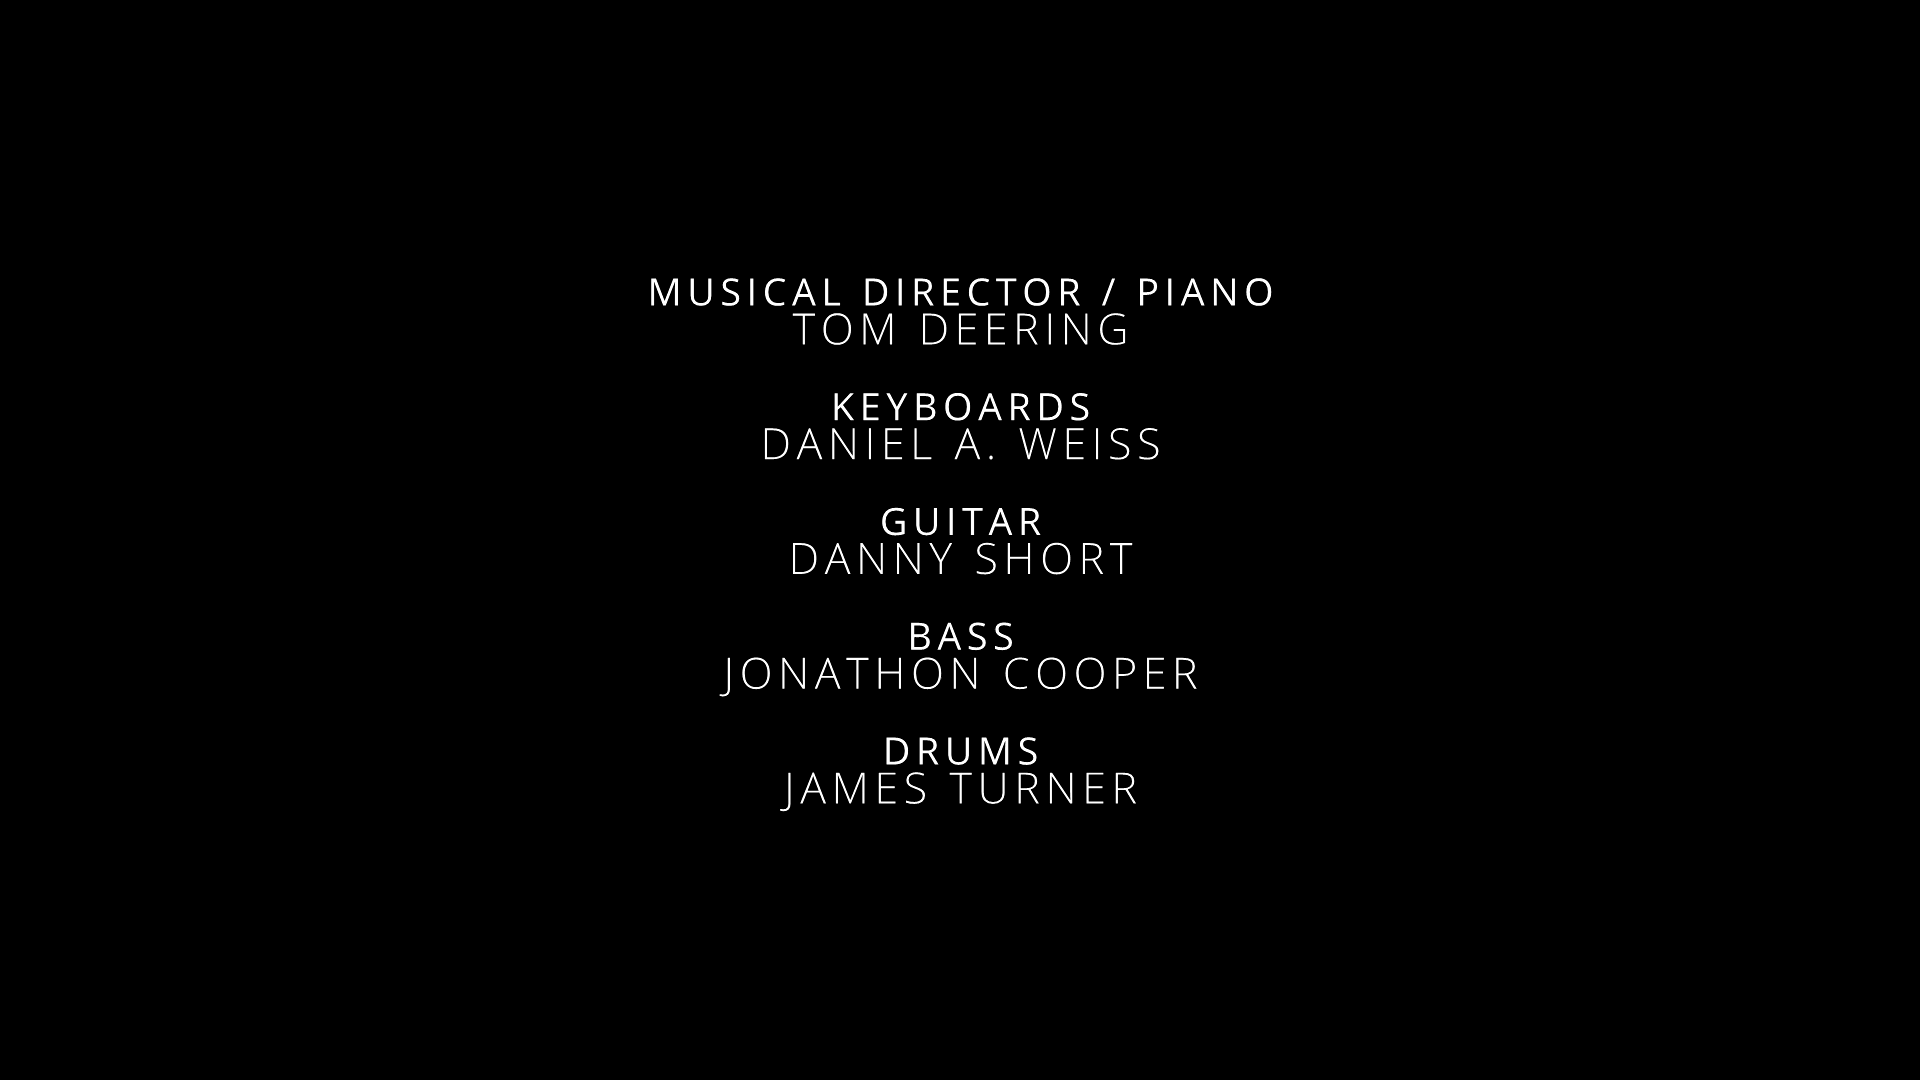 MUSICAL DIRECTOR / PIANO
TOM DEERING
KEYBOARDS
DANIEL A. WEISS
GUITAR
DANNY SHORT
BASS
JONATHON COOPER
DRUMS
JAMES TURNER